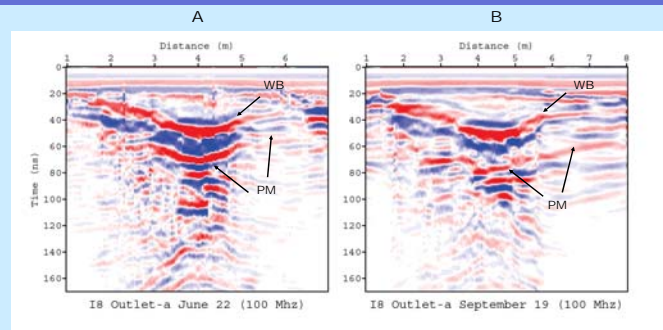 A B
Distance (m) Distance (m)
1 2 3 4 5 6 1 2 3 4 5 6 7 8
0 0
20 20
40 40
60 60
80 80
100 100
120 120
140 140
160 160
Time (ns)
WB WB
PM PM
I8 Outlet-a June 22 (100 Mhz) I8 Outlet-a September 19 (100 Mhz)